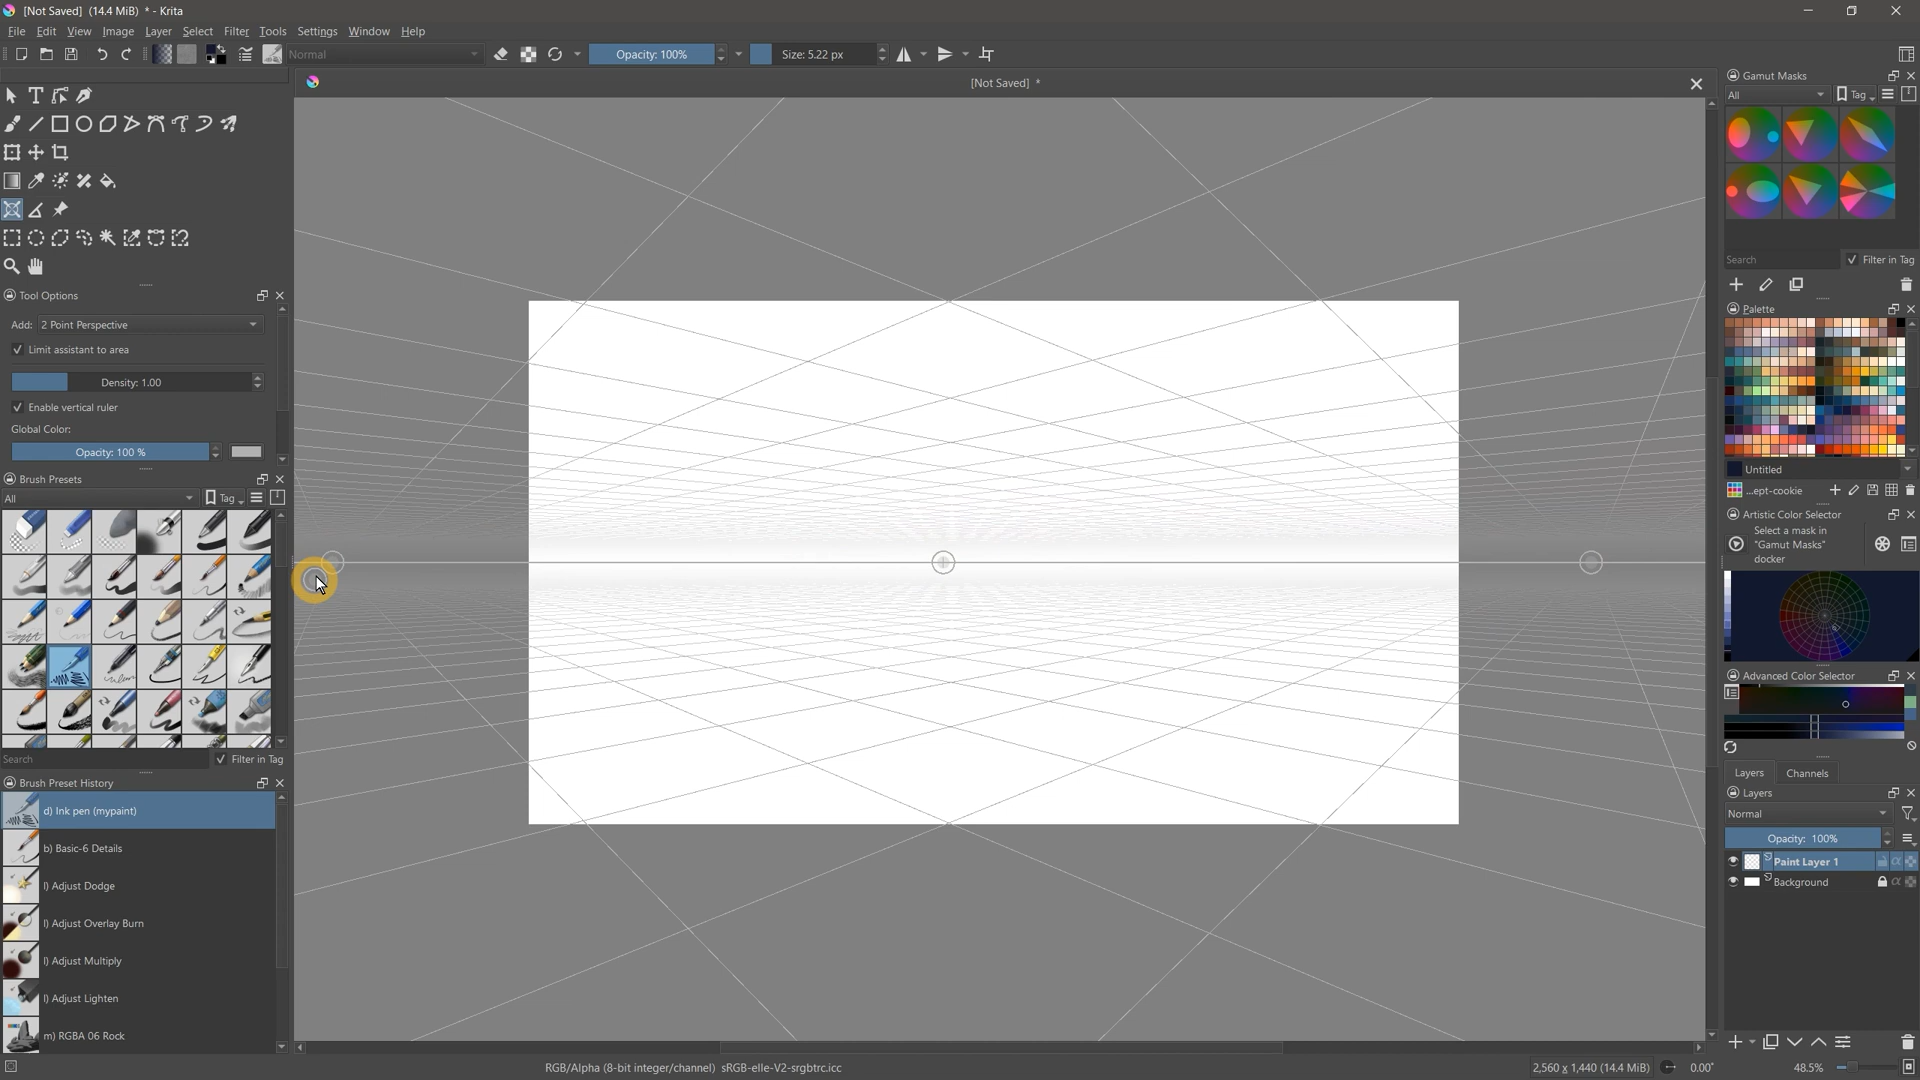 [Not Saved] (14.4 MiB) * - Krita
File Edit View Image Layer Select Filter Tools Settings Window Help
Normal
Opacity: 100%
Size: 5.22 px
[Not Saved] *
Tool Options
Add: 2 Point Perspective
Limit assistant to area
Density: 1.00
Enable vertical ruler
Global Color:
Opacity: 100 %
Brush Presets
All
Tag
Search
Filter in Tag
Brush Preset History
d) Ink pen (mypaint)
b) Basic-6 Details
l) Adjust Dodge
l) Adjust Overlay Burn
l) Adjust Multiply
l) Adjust Lighten
m) RGBA 06 Rock
Gamut Masks
All
Tag
Search
Filter in Tag
Palette
Untitled
...ept-cookie
Artistic Color Selector
Select a mask in
"Gamut Masks"
docker
Advanced Color Selector
Layers Channels
Layers
Normal
Opacity: 100%
Paint Layer 1
Background
RGB/Alpha (8-bit integer/channel) sRGB-elle-V2-srgbtrc.icc
2,560 x 1,440 (14.4 MiB)
0.00°
48.5%